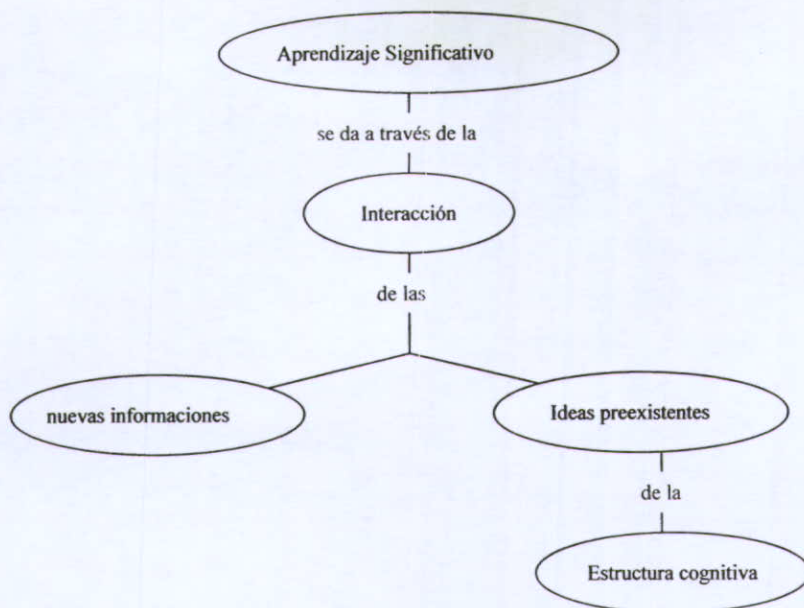 Aprendizaje Significativo
se da a través de la
Interacción
de las
nuevas informaciones
Ideas preexistentes
de la
Estructura cognitiva